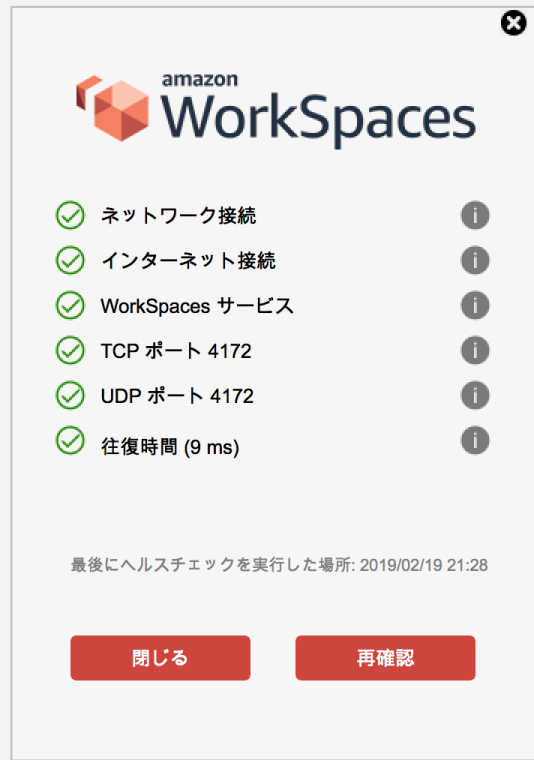 amazon
WorkSpaces
ネットワーク接続
インターネット接続
WorkSpaces サービス
TCP ポート 4172
UDP ポート 4172
往復時間 (9 ms)
最後にヘルスチェックを実行した場所: 2019/02/19 21:28
閉じる
再確認